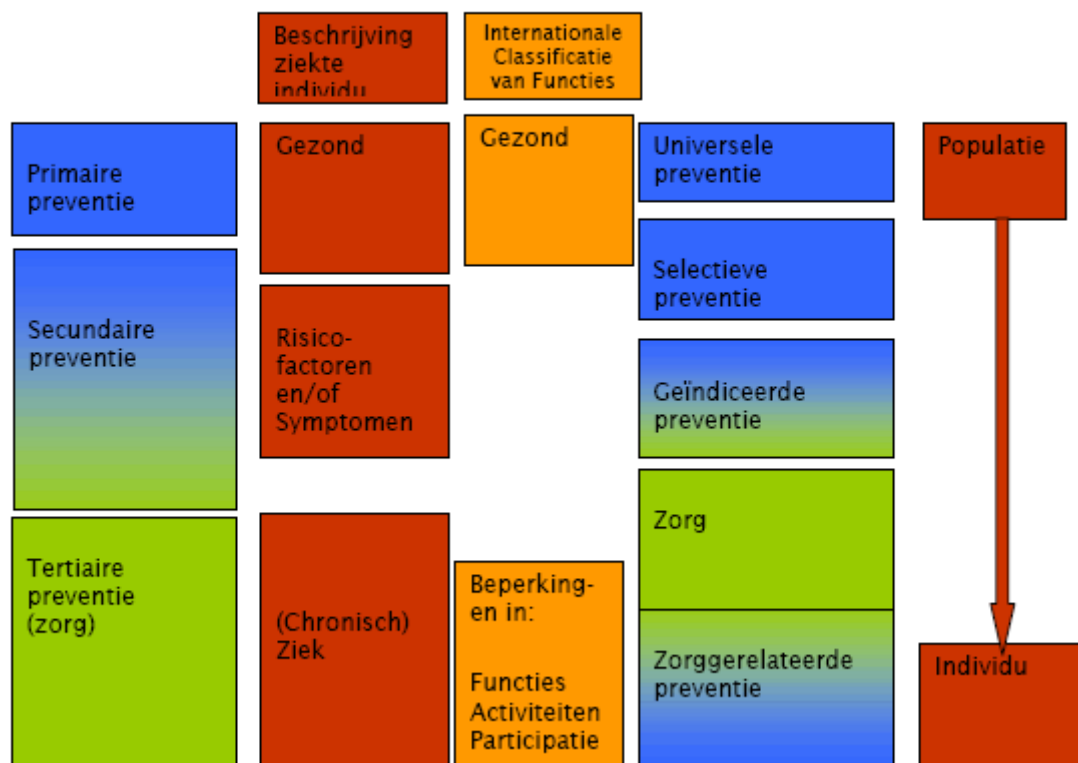 Beschrijving
ziekte
individu
Internationale
Classificatie
van Functies
Primaire
preventie
Secundaire
preventie
Tertiaire
preventie
(zorg)
Gezond
Risico-
factoren
en/of
Symptomen
(Chronisch)
Ziek
Gezond
Beperking-
en in:
Functies
Activiteiten
Participatie
Universele
preventie
Selectieve
preventie
Geïndiceerde
preventie
Zorg
Zorggerelateerde
preventie
Populatie
Individu